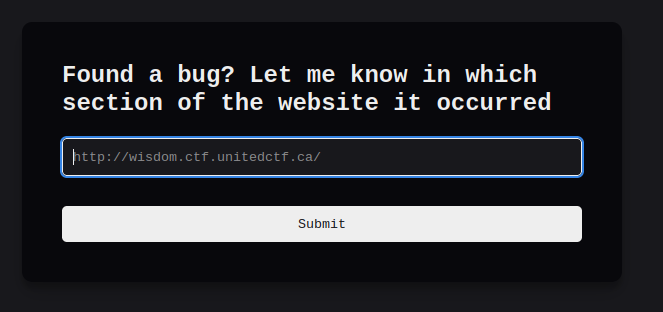 Found a bug? Let me know in which
section of the website it occurred
http://wisdom.ctf.unitedctf.ca/
Submit